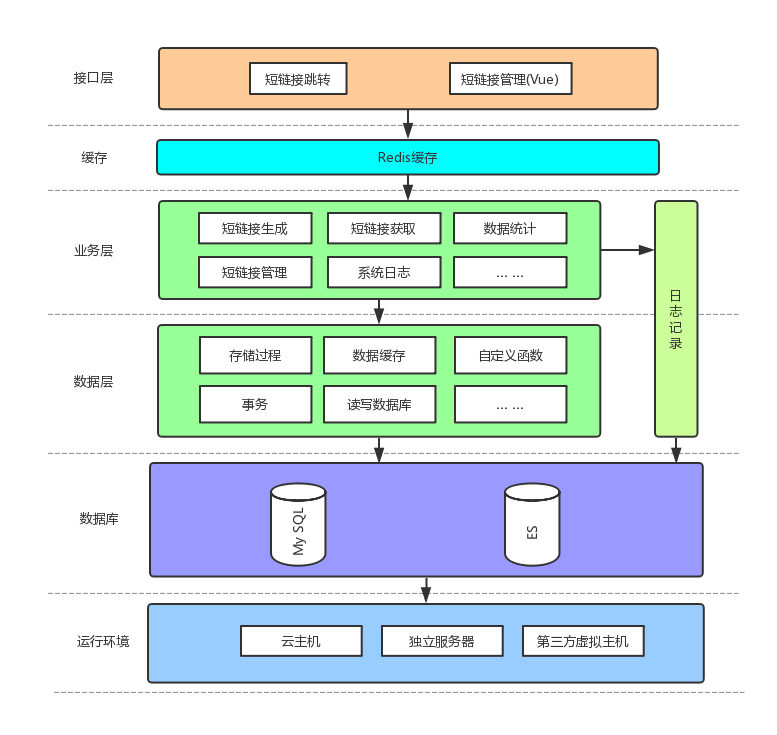 接口层
短链接跳转
短链接管理(Vue)
缓存
Redis缓存
业务层
短链接生成
短链接获取
数据统计
短链接管理
系统日志
... ...
日志记录
数据层
存储过程
数据缓存
自定义函数
事务
读写数据库
... ...
数据库
My SQL
ES
运行环境
云主机
独立服务器
第三方虚拟主机